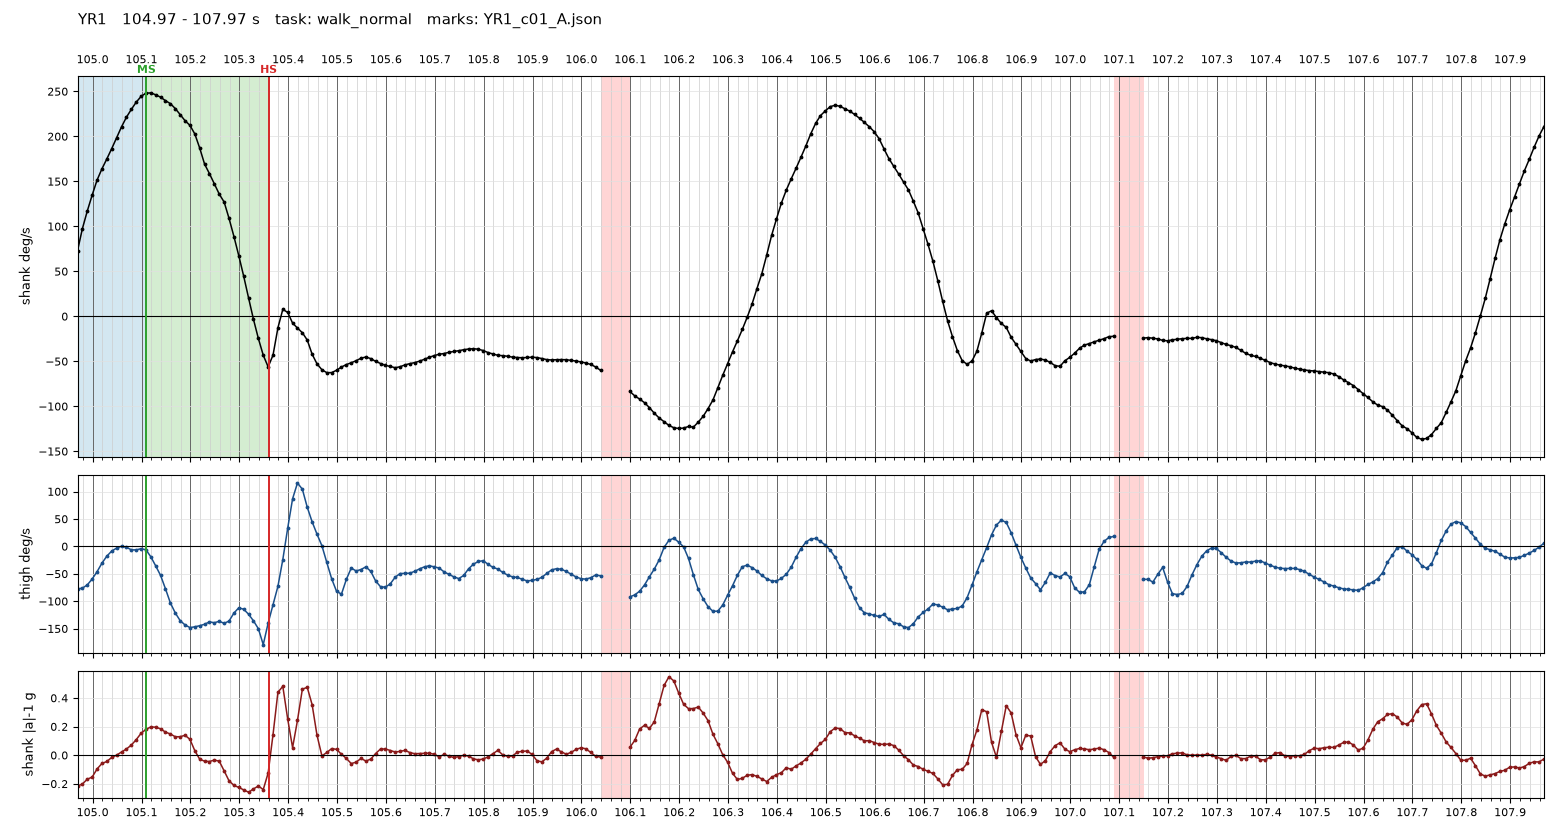 YR1   104.97 - 107.97 s   task: walk_normal   marks: YR1_c01_A.json
105.0 105.1 105.2 105.3 105.4 105.5 105.6 105.7 105.8 105.9 106.0 106.1 106.2 106.3 106.4 106.5 106.6 106.7 106.8 106.9 107.0 107.1 107.2 107.3 107.4 107.5 107.6 107.7 107.8 107.9
MS HS
shank deg/s
250
200
150
100
50
0
−50
−100
−150
thigh deg/s
100
50
0
−50
−100
−150
shank |a|-1 g
0.4
0.2
0.0
−0.2
105.0 105.1 105.2 105.3 105.4 105.5 105.6 105.7 105.8 105.9 106.0 106.1 106.2 106.3 106.4 106.5 106.6 106.7 106.8 106.9 107.0 107.1 107.2 107.3 107.4 107.5 107.6 107.7 107.8 107.9